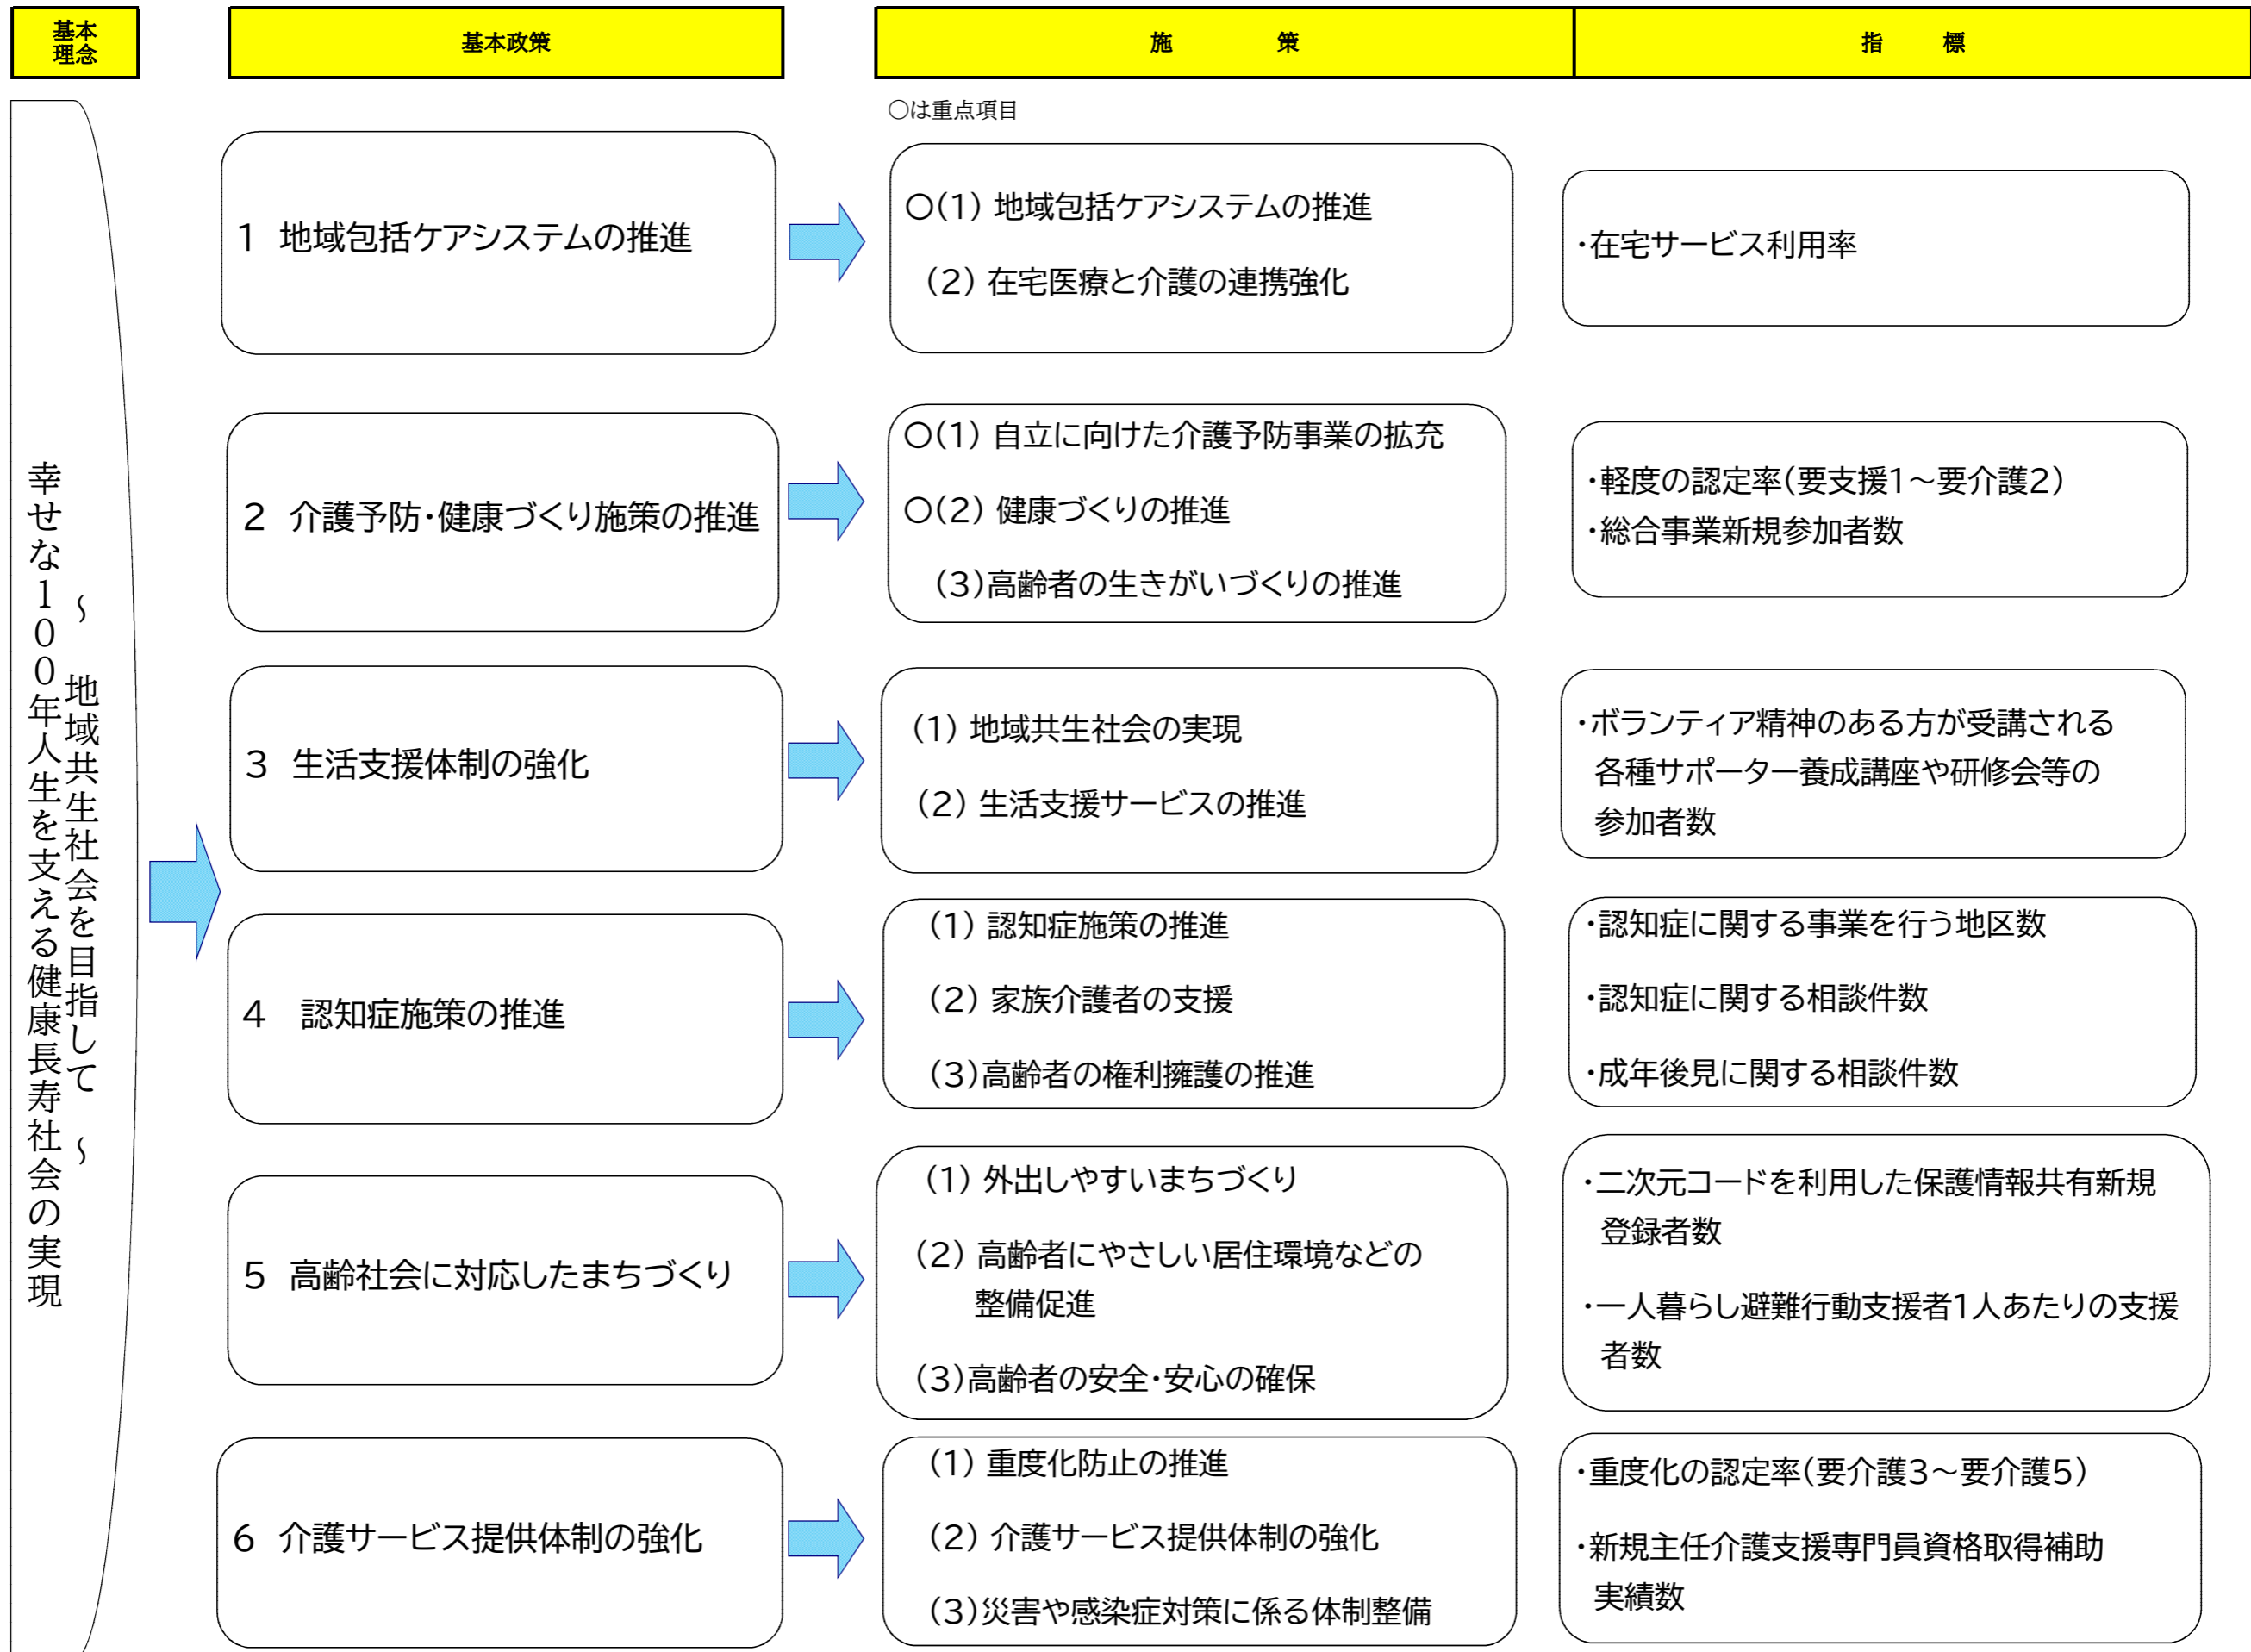 基本
理念
基本政策
施　策
指　標
幸せな100年人生を支える健康長寿社会の実現
～　地域共生社会を目指して　～
〇は重点項目
1 地域包括ケアシステムの推進
〇(1) 地域包括ケアシステムの推進
(2) 在宅医療と介護の連携強化
・在宅サービス利用率
2 介護予防・健康づくり施策の推進
〇(1) 自立に向けた介護予防事業の拡充
〇(2) 健康づくりの推進
(3)高齢者の生きがいづくりの推進
・軽度の認定率(要支援1～要介護2)
・総合事業新規参加者数
3 生活支援体制の強化
(1) 地域共生社会の実現
(2) 生活支援サービスの推進
・ボランティア精神のある方が受講される
各種サポーター養成講座や研修会等の
参加者数
4 認知症施策の推進
(1) 認知症施策の推進
(2) 家族介護者の支援
(3)高齢者の権利擁護の推進
・認知症に関する事業を行う地区数
・認知症に関する相談件数
・成年後見に関する相談件数
5 高齢社会に対応したまちづくり
(1) 外出しやすいまちづくり
(2) 高齢者にやさしい居住環境などの
整備促進
(3)高齢者の安全・安心の確保
・二次元コードを利用した保護情報共有新規
登録者数
・一人暮らし避難行動支援者1人あたりの支援
者数
6 介護サービス提供体制の強化
(1) 重度化防止の推進
(2) 介護サービス提供体制の強化
(3)災害や感染症対策に係る体制整備
・重度化の認定率(要介護3～要介護5)
・新規主任介護支援専門員資格取得補助
実績数